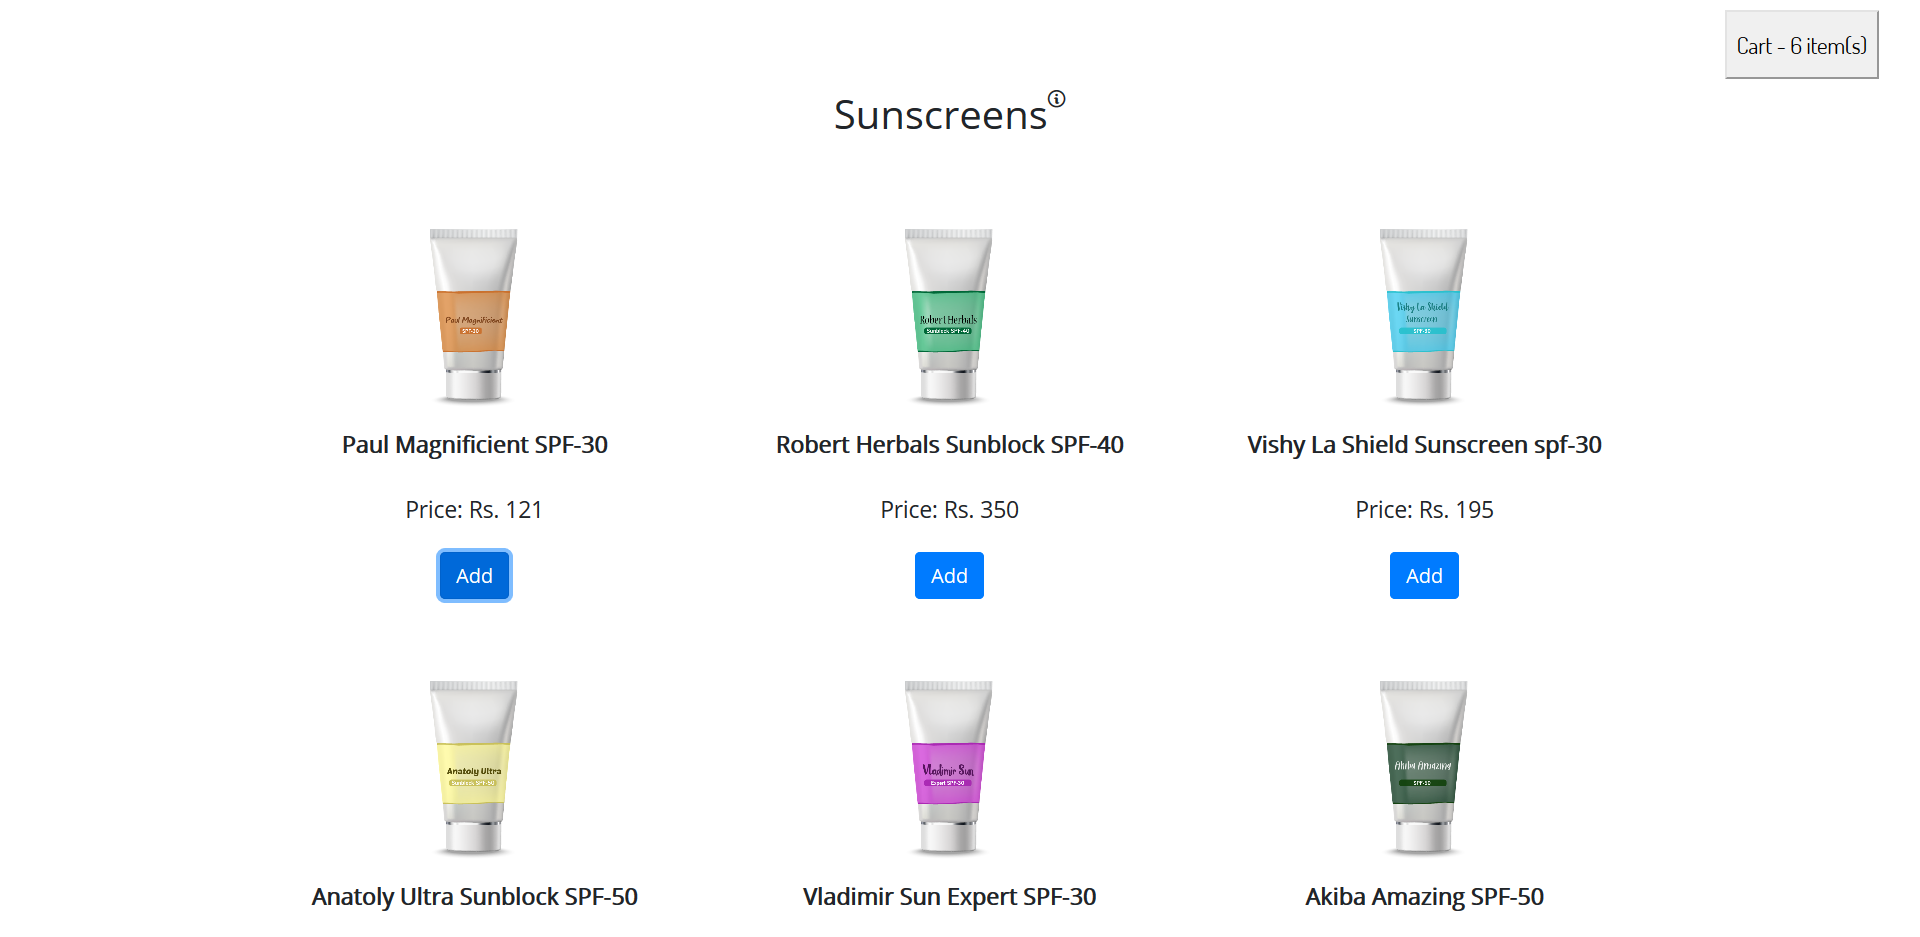 Cart - 6 item(s)
Sunscreens
Paul Magnificient
SPF-30
Robert Herbals
Sunblock SPF-40
Vishy La Shield
Sunscreen
SPF-30
Paul Magnificient SPF-30
Robert Herbals Sunblock SPF-40
Vishy La Shield Sunscreen spf-30
Price: Rs. 121
Price: Rs. 350
Price: Rs. 195
Add
Add
Add
Anatoly Ultra
Sunblock SPF-50
Vladimir Sun
Expert SPF-30
Akiba Amazing
SPF-50
Anatoly Ultra Sunblock SPF-50
Vladimir Sun Expert SPF-30
Akiba Amazing SPF-50